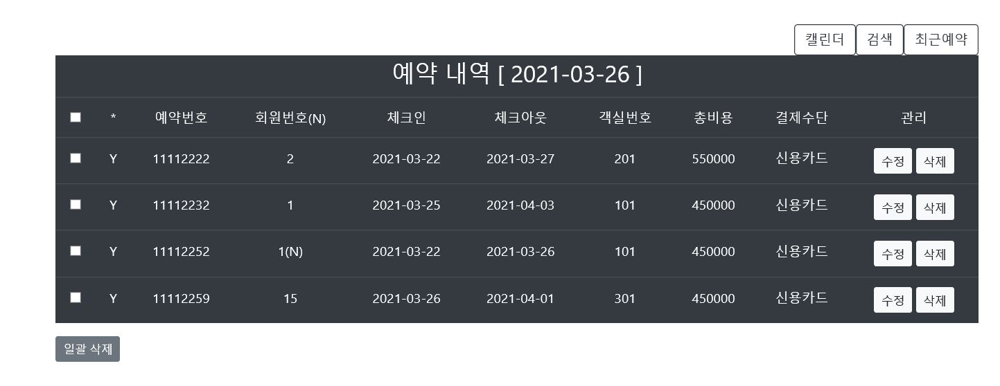 캘린더 검색 최근예약
예약 내역 [ 2021-03-26 ]
* 예약번호 회원번호(N) 체크인 체크아웃 객실번호 총비용 결제수단 관리
Y 11112222 2 2021-03-22 2021-03-27 201 550000 신용카드 수정 삭제
Y 11112232 1 2021-03-25 2021-04-03 101 450000 신용카드 수정 삭제
Y 11112252 1(N) 2021-03-22 2021-03-26 101 450000 신용카드 수정 삭제
Y 11112259 15 2021-03-26 2021-04-01 301 450000 신용카드 수정 삭제
일괄 삭제